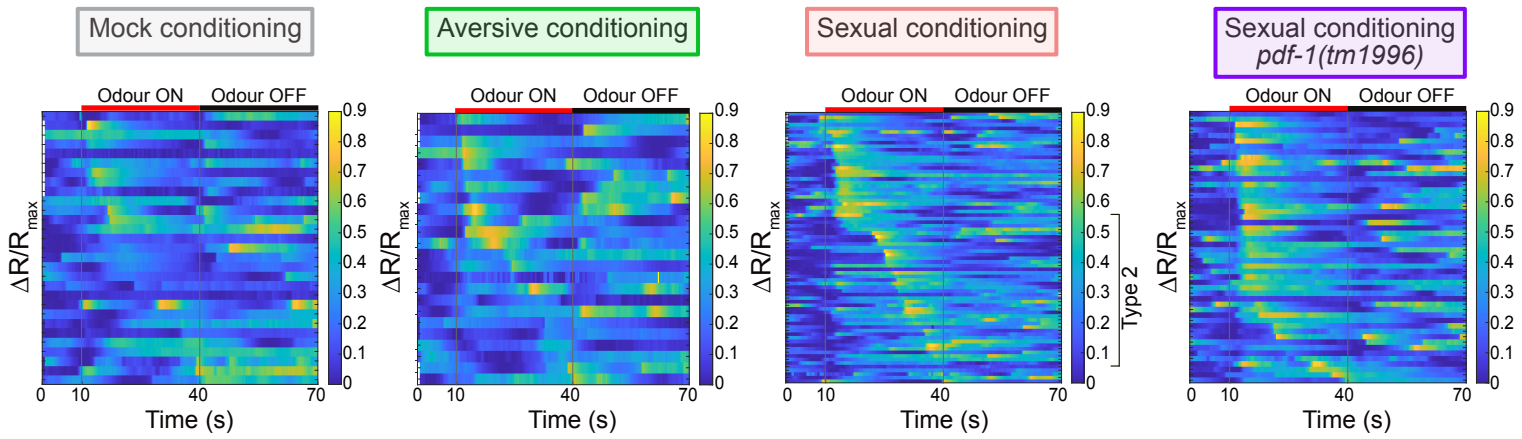 Mock conditioning
Aversive conditioning
Sexual conditioning
Sexual conditioning
pdf-1(tm1996)
Odour ON
Odour OFF
0.9
0.8
0.7
0.6
0.5
0.4
0.3
0.2
0.1
0
ΔR/Rmax
0
10
40
70
Time (s)
Odour ON
Odour OFF
0.9
0.8
0.7
0.6
0.5
0.4
0.3
0.2
0.1
0
ΔR/Rmax
0
10
40
70
Time (s)
Odour ON
Odour OFF
0.9
0.8
0.7
0.6
0.5
0.4
0.3
0.2
0.1
0
ΔR/Rmax
Type 2
0
10
40
70
Time (s)
Odour ON
Odour OFF
0.9
0.8
0.7
0.6
0.5
0.4
0.3
0.2
0.1
0
ΔR/Rmax
0
10
40
70
Time (s)